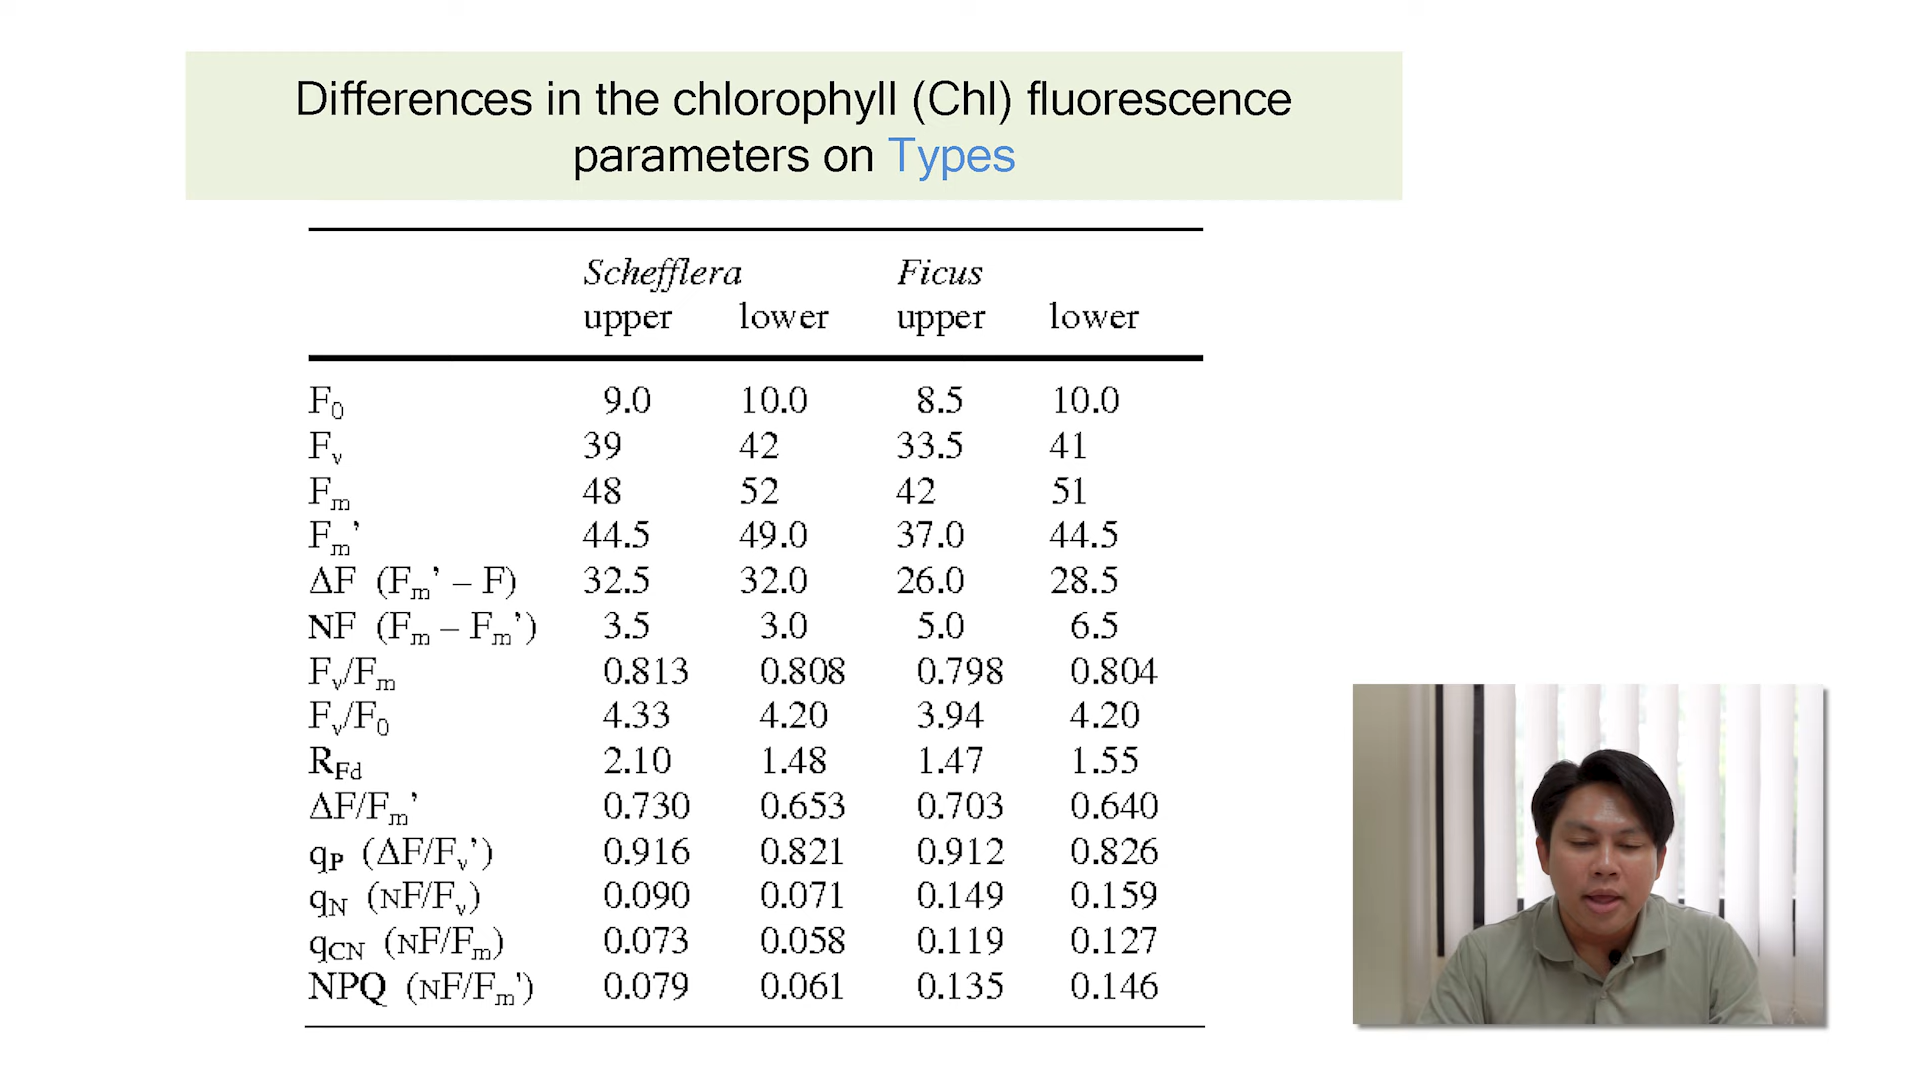 Differences in the chlorophyll (Chl) fluorescence
parameters on Types
Schefflera Ficus
upper lower upper lower
F0 9.0 10.0 8.5 10.0
Fv 39 42 33.5 41
Fm 48 52 42 51
Fm' 44.5 49.0 37.0 44.5
ΔF (Fm' – F) 32.5 32.0 26.0 28.5
NF (Fm – Fm') 3.5 3.0 5.0 6.5
Fv/Fm 0.813 0.808 0.798 0.804
Fv/F0 4.33 4.20 3.94 4.20
RFd 2.10 1.48 1.47 1.55
ΔF/Fm' 0.730 0.653 0.703 0.640
qP (ΔF/Fv') 0.916 0.821 0.912 0.826
qN (NF/Fv) 0.090 0.071 0.149 0.159
qCN (NF/Fm) 0.073 0.058 0.119 0.127
NPQ (NF/Fm') 0.079 0.061 0.135 0.146